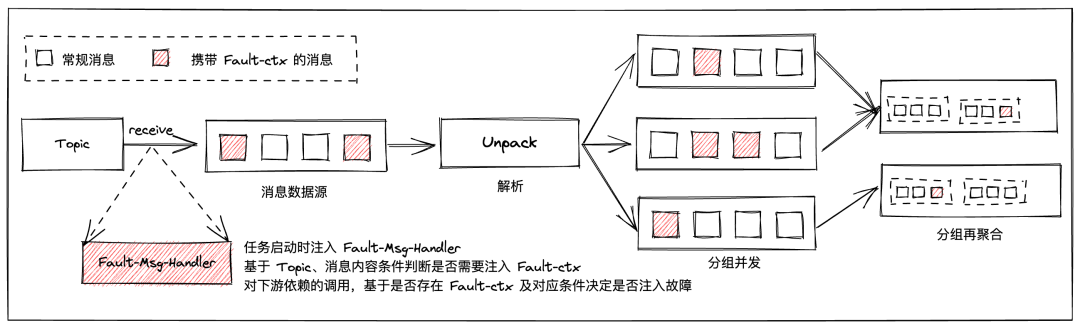 常规消息
携带 Fault-ctx 的消息
Topic
receive
消息数据源
Unpack
解析
分组并发
分组再聚合
Fault-Msg-Handler
任务启动时注入 Fault-Msg-Handler
基于 Topic、消息内容条件判断是否需要注入 Fault-ctx
对下游依赖的调用，基于是否存在 Fault-ctx 及对应条件决定是否注入故障